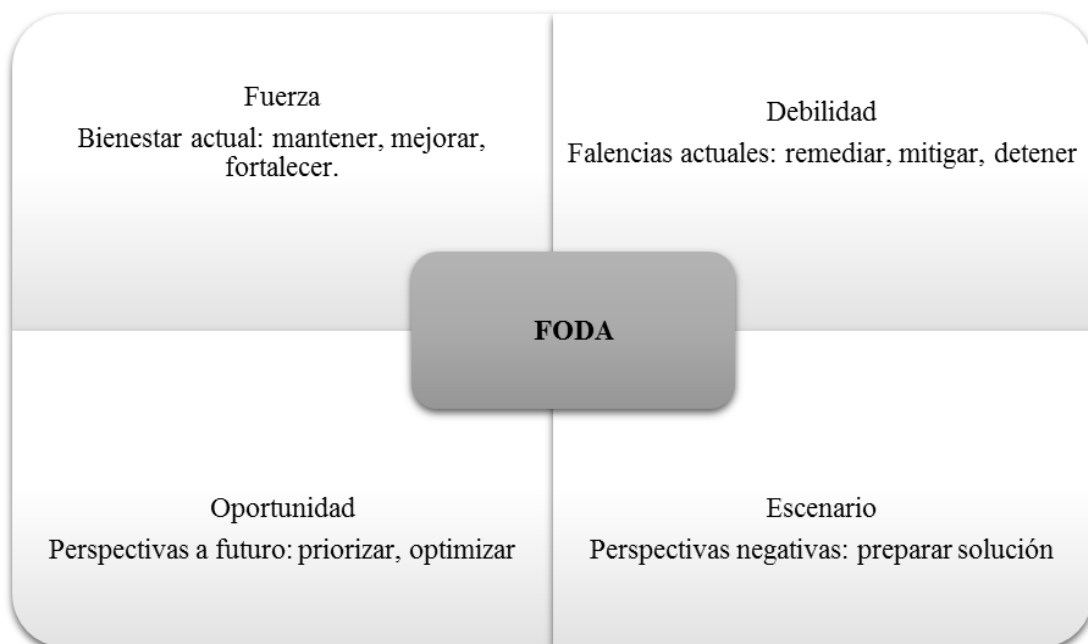 Fuerza
Bienestar actual: mantener, mejorar,
fortalecer.
Debilidad
Falencias actuales: remediar, mitigar, detener
FODA
Oportunidad
Perspectivas a futuro: priorizar, optimizar
Escenario
Perspectivas negativas: preparar solución